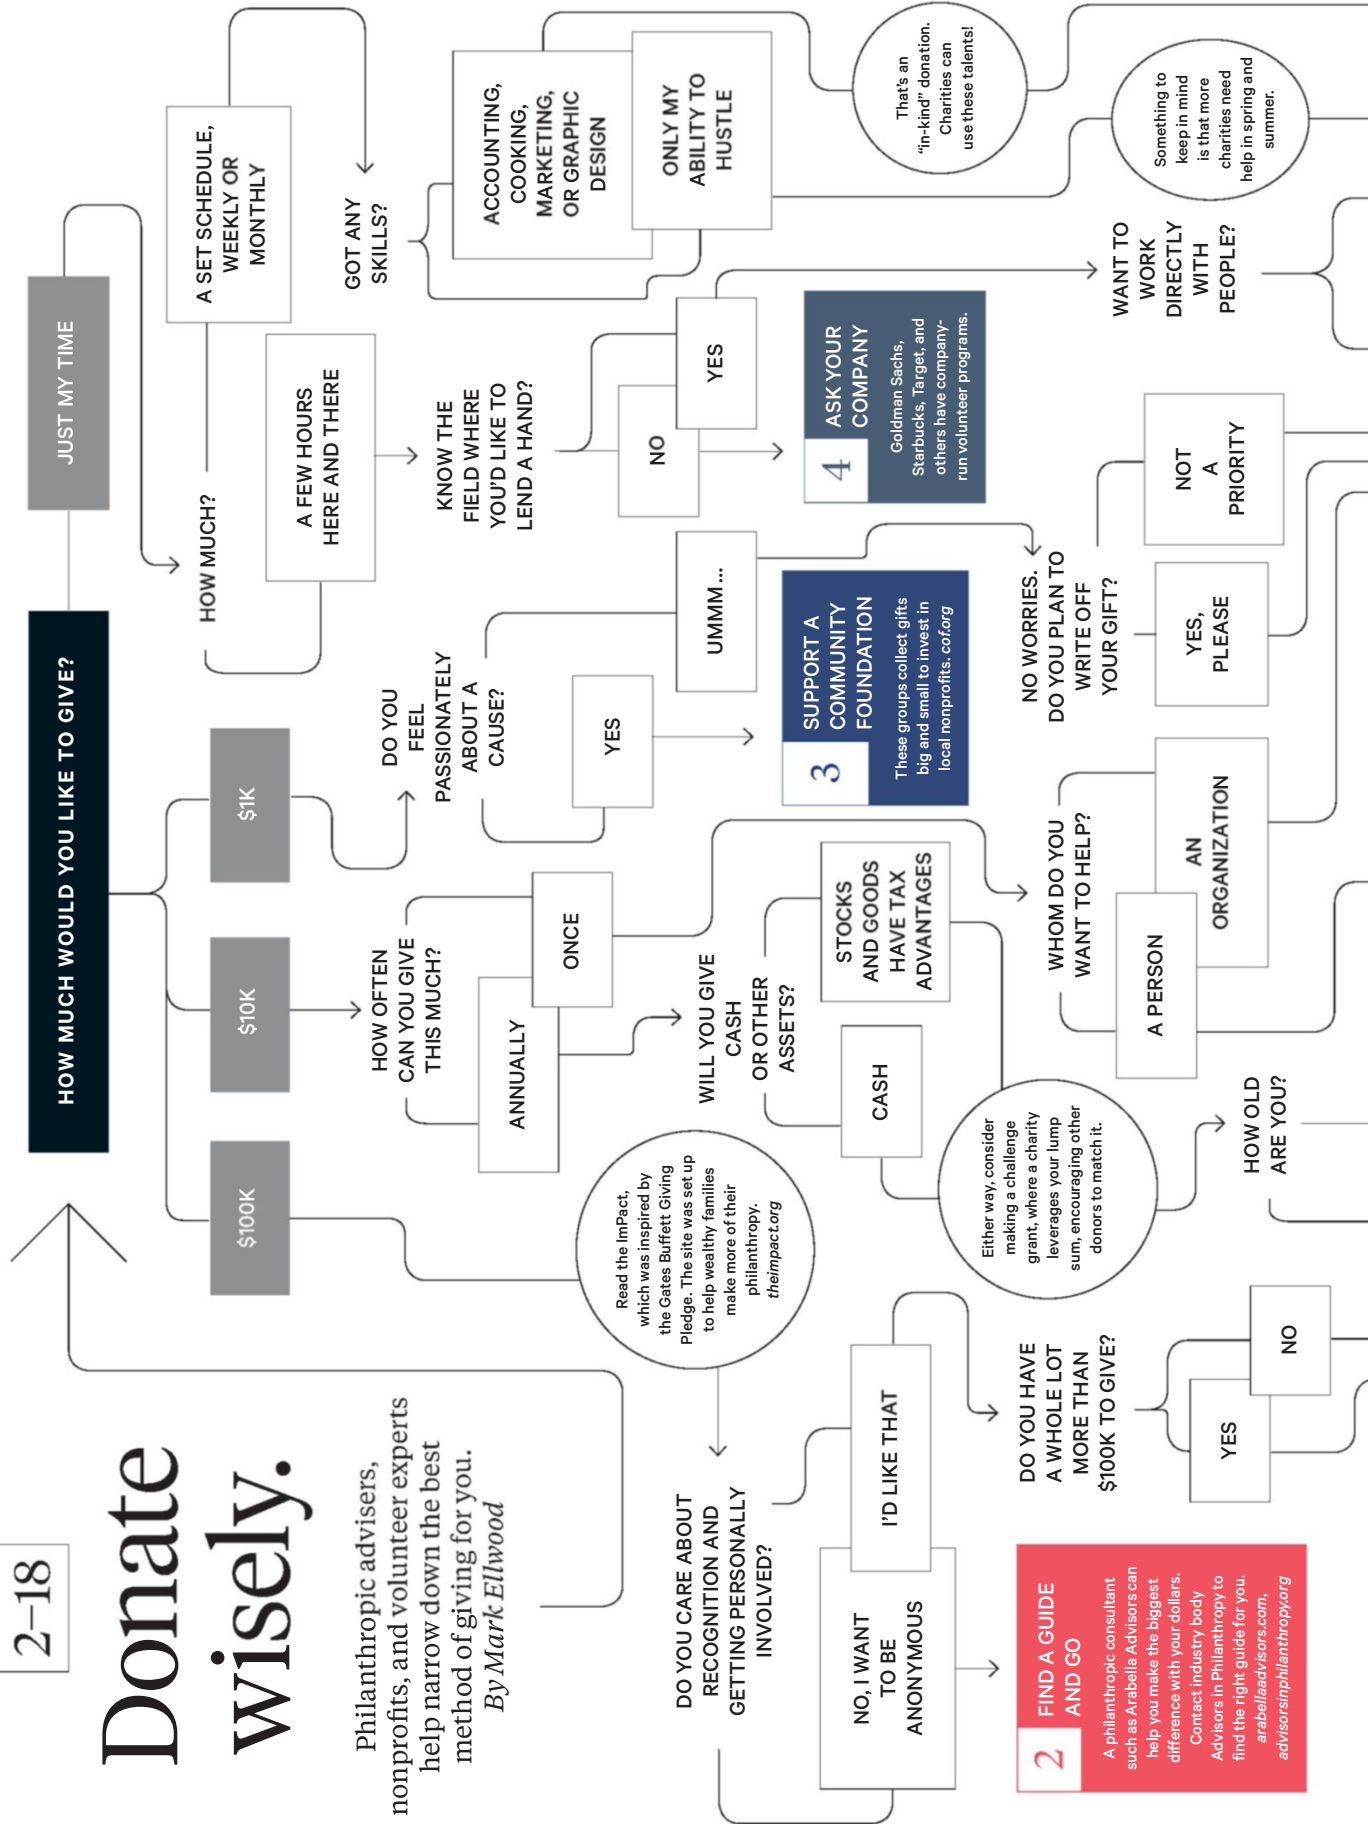 2–18
Donate
wisely.
Philanthropic advisers,
nonprofits, and volunteer experts
help narrow down the best
method of giving for you.
By Mark Ellwood
HOW MUCH WOULD YOU LIKE TO GIVE?
JUST MY TIME
$100K
$10K
$1K
HOW MUCH?
A SET SCHEDULE,
WEEKLY OR
MONTHLY
A FEW HOURS
HERE AND THERE
GOT ANY
SKILLS?
HOW OFTEN
CAN YOU GIVE
THIS MUCH?
DO YOU
FEEL
PASSIONATELY
ABOUT A
CAUSE?
KNOW THE
FIELD WHERE
YOU'D LIKE TO
LEND A HAND?
ACCOUNTING,
COOKING,
MARKETING,
OR GRAPHIC
DESIGN
ONLY MY
ABILITY TO
HUSTLE
ANNUALLY
ONCE
YES
UMMM...
NO
YES
Read the ImPact,
which was inspired by
the Gates Buffett Giving
Pledge. The site was set up
to help wealthy families
make more of their
philanthropy.
theimpact.org
DO YOU CARE ABOUT
RECOGNITION AND
GETTING PERSONALLY
INVOLVED?
WILL YOU GIVE
CASH
OR OTHER
ASSETS?
3
SUPPORT A
COMMUNITY
FOUNDATION
These groups collect gifts
big and small to invest in
local nonprofits. cof.org
4
ASK YOUR
COMPANY
Goldman Sachs,
Starbucks, Target, and
others have company-
run volunteer programs.
That's an
“in-kind” donation.
Charities can
use these talents!
NO, I WANT
TO BE
ANONYMOUS
I'D LIKE THAT
CASH
STOCKS
AND GOODS
HAVE TAX
ADVANTAGES
Either way, consider
making a challenge
grant, where a charity
leverages your lump
sum, encouraging other
donors to match it.
WHOM DO YOU
WANT TO HELP?
NO WORRIES.
DO YOU PLAN TO
WRITE OFF
YOUR GIFT?
WANT TO
WORK
DIRECTLY
WITH
PEOPLE?
Something to
keep in mind
is that more
charities need
help in spring and
summer.
2
FIND A GUIDE
AND GO
A philanthropic consultant
such as Arabella Advisors can
help you make the biggest
difference with your dollars.
Contact industry body
Advisors in Philanthropy to
find the right guide for you.
arabellaadvisors.com,
advisorsinphilanthropy.org
DO YOU HAVE
A WHOLE LOT
MORE THAN
$100K TO GIVE?
YES
NO
HOW OLD
ARE YOU?
A PERSON
AN
ORGANIZATION
YES,
PLEASE
NOT
A
PRIORITY